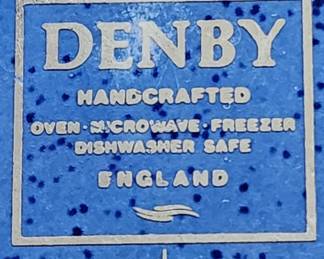 DENBY
HANDCRAFTED
OVEN · MICROWAVE · FREEZER
DISHWASHER SAFE
ENGLAND